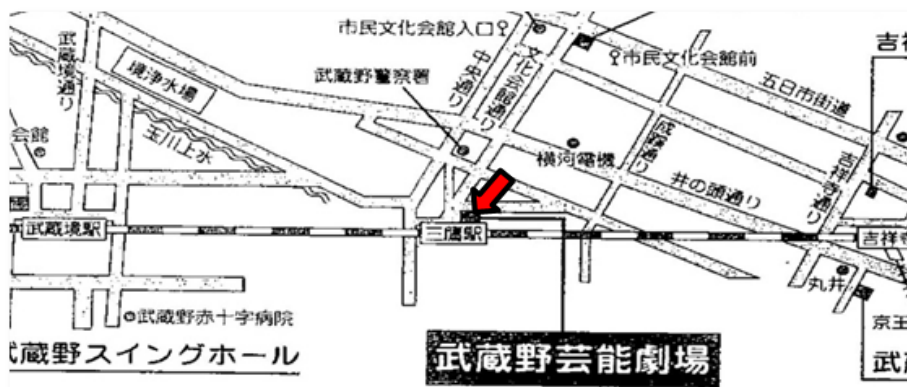 市民文化会館入口
武蔵境通り
境浄水場
玉川上水
武蔵野警察署
中央通り
文化会館通り
市民文化会館前
五日市街道
横河電機
成蹊通り
井の頭通り
吉祥寺通り
吉祥
会館
武蔵境駅
三鷹駅
吉祥寺
丸井
京王
武蔵野赤十字病院
武蔵野スイングホール
武蔵野芸能劇場